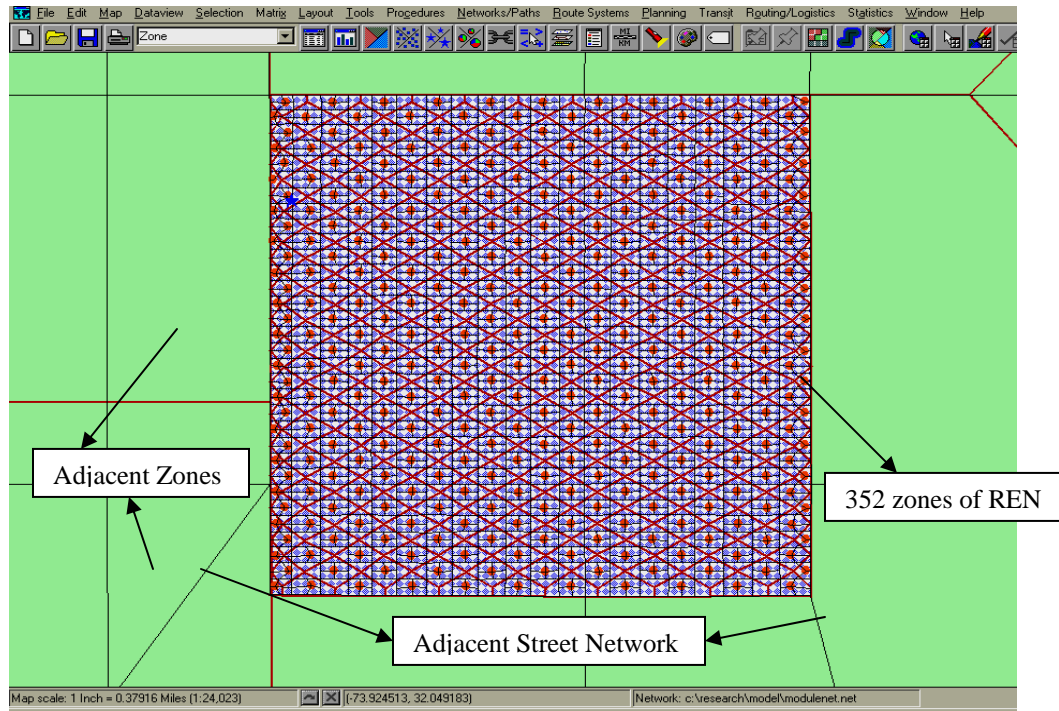 File Edit Map Dataview Selection Matrix Layout Tools Procedures Networks/Paths Route Systems Planning Transit Routing/Logistics Statistics Window Help
Zone
MI
KM
Adjacent Zones
352 zones of REN
Adjacent Street Network
Map scale: 1 Inch = 0.37916 Miles (1:24,023)
(-73.924513, 32.049183)
Network: c:\research\model\modulenet.net